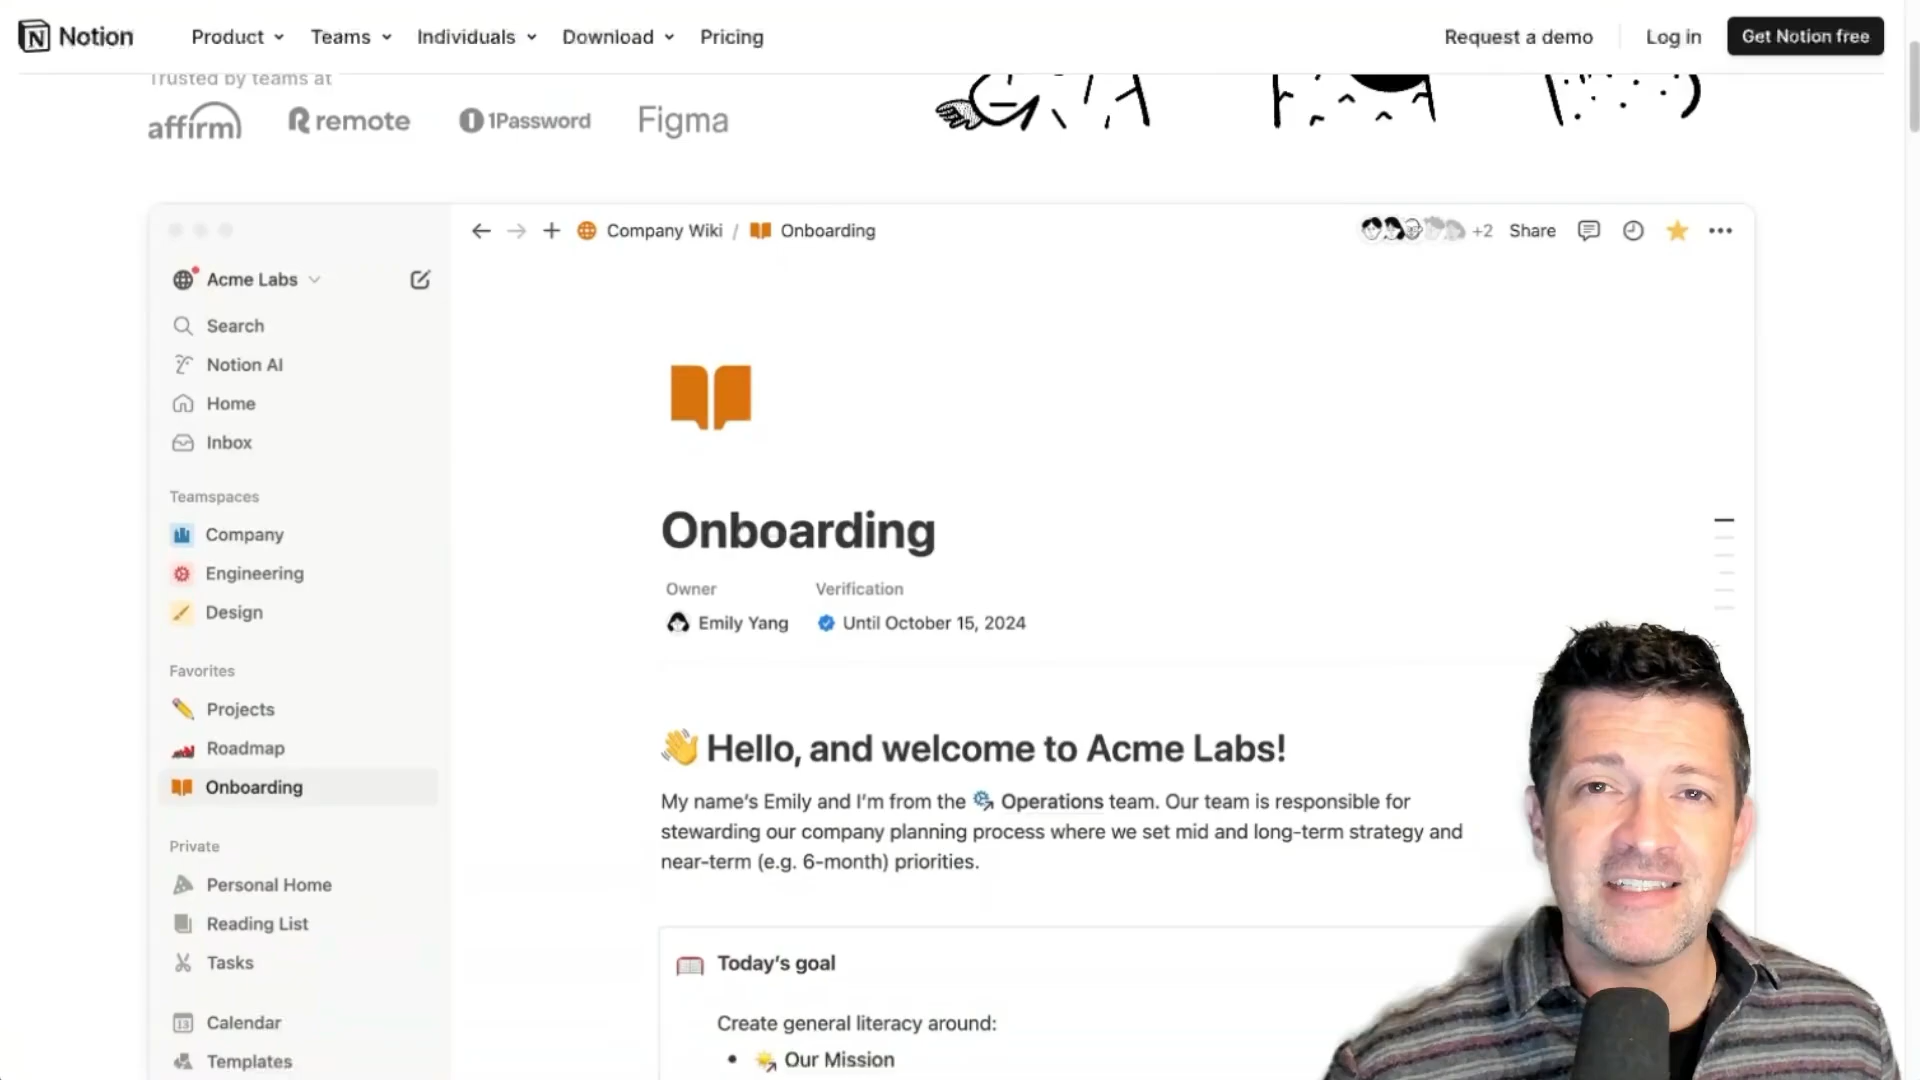 Notion Product Teams Individuals Download Pricing Request a demo Log in Get Notion free
Trusted by teams at
affirm remote 1Password Figma
Company Wiki / Onboarding +2 Share
Acme Labs
Search
Notion AI
Home
Inbox
Teamspaces
Company
Engineering
Design
Favorites
Projects
Roadmap
Onboarding
Private
Personal Home
Reading List
Tasks
13 Calendar
Templates
Onboarding
Owner Verification
Emily Yang Until October 15, 2024
👋 Hello, and welcome to Acme Labs!
My name’s Emily and I’m from the Operations team. Our team is responsible for
stewarding our company planning process where we set mid and long-term strategy and
near-term (e.g. 6-month) priorities.
Today’s goal
Create general literacy around:
• Our Mission